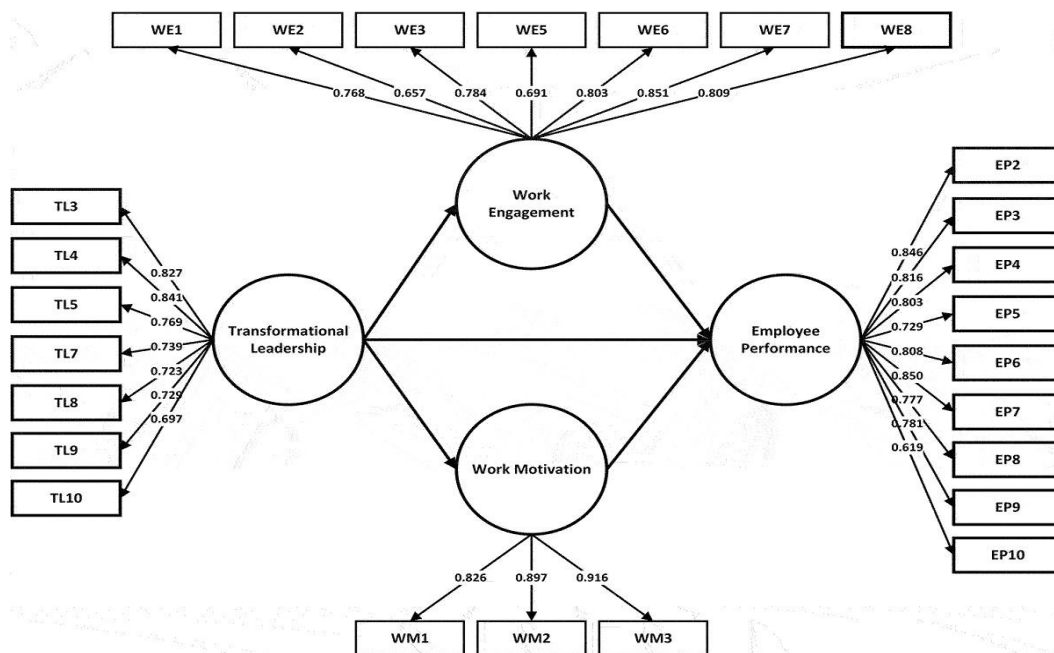 WE1 WE2 WE3 WE5 WE6 WE7 WE8
0.768 0.657 0.784 0.691 0.803 0.851 0.809
Work
Engagement
TL3
TL4
TL5
TL7
TL8
TL9
TL10
0.827
0.841
0.769
0.739
0.723
0.729
0.697
Transformational
Leadership
Employee
Performance
EP2
EP3
EP4
EP5
EP6
EP7
EP8
EP9
EP10
0.846
0.816
0.803
0.729
0.808
0.850
0.777
0.781
0.619
Work Motivation
0.826 0.897 0.916
WM1 WM2 WM3